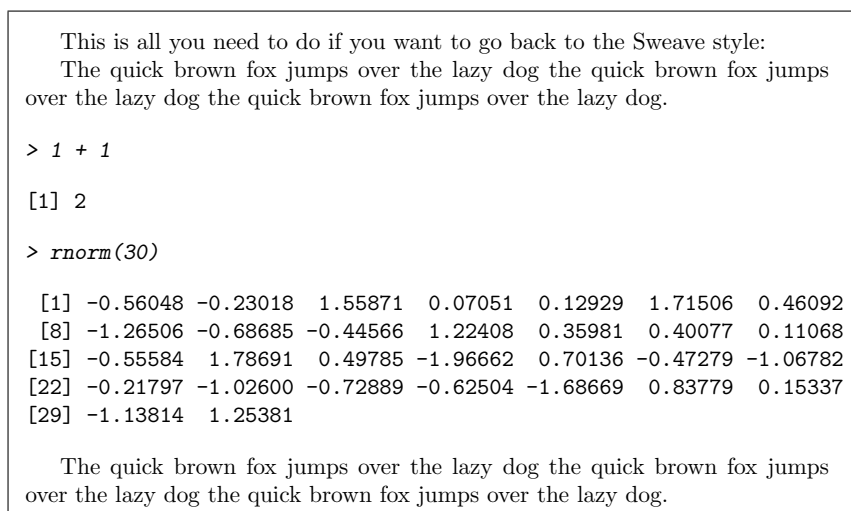 This is all you need to do if you want to go back to the Sweave style:
The quick brown fox jumps over the lazy dog the quick brown fox jumps
over the lazy dog the quick brown fox jumps over the lazy dog.
> 1 + 1
[1] 2
> rnorm(30)
 [1] -0.56048 -0.23018  1.55871  0.07051  0.12929  1.71506  0.46092
 [8] -1.26506 -0.68685 -0.44566  1.22408  0.35981  0.40077  0.11068
[15] -0.55584  1.78691  0.49785 -1.96662  0.70136 -0.47279 -1.06782
[22] -0.21797 -1.02600 -0.72889 -0.62504 -1.68669  0.83779  0.15337
[29] -1.13814  1.25381
The quick brown fox jumps over the lazy dog the quick brown fox jumps
over the lazy dog the quick brown fox jumps over the lazy dog.